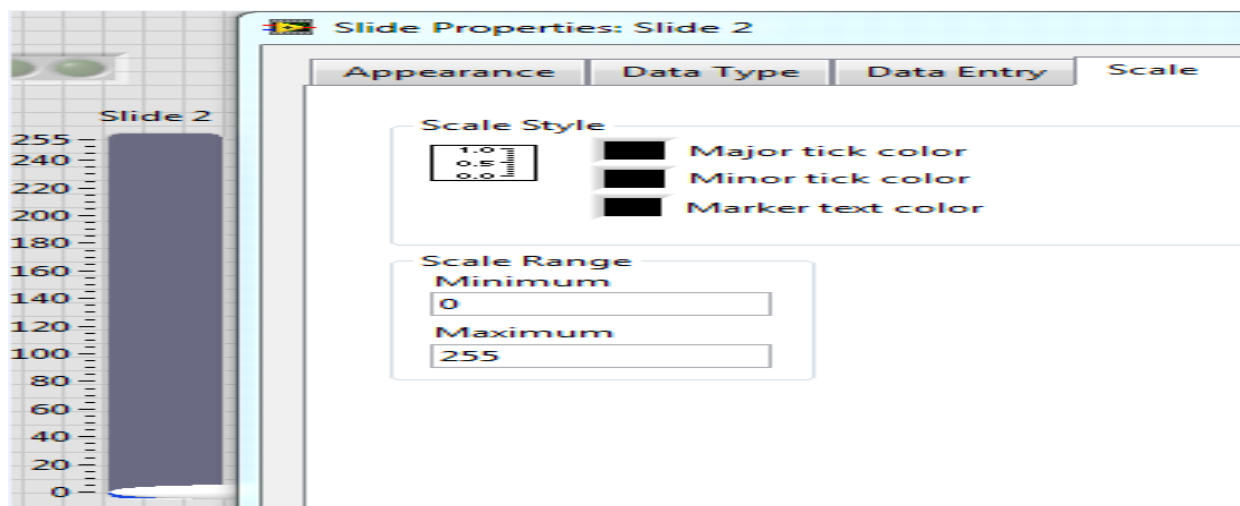 Slide Properties: Slide 2
Appearance Data Type Data Entry Scale
Slide 2
255
240
220
200
180
160
140
120
100
80
60
40
20
0
Scale Style
1.0
0.5
0.0
Major tick color
Minor tick color
Marker text color
Scale Range
Minimum
0
Maximum
255